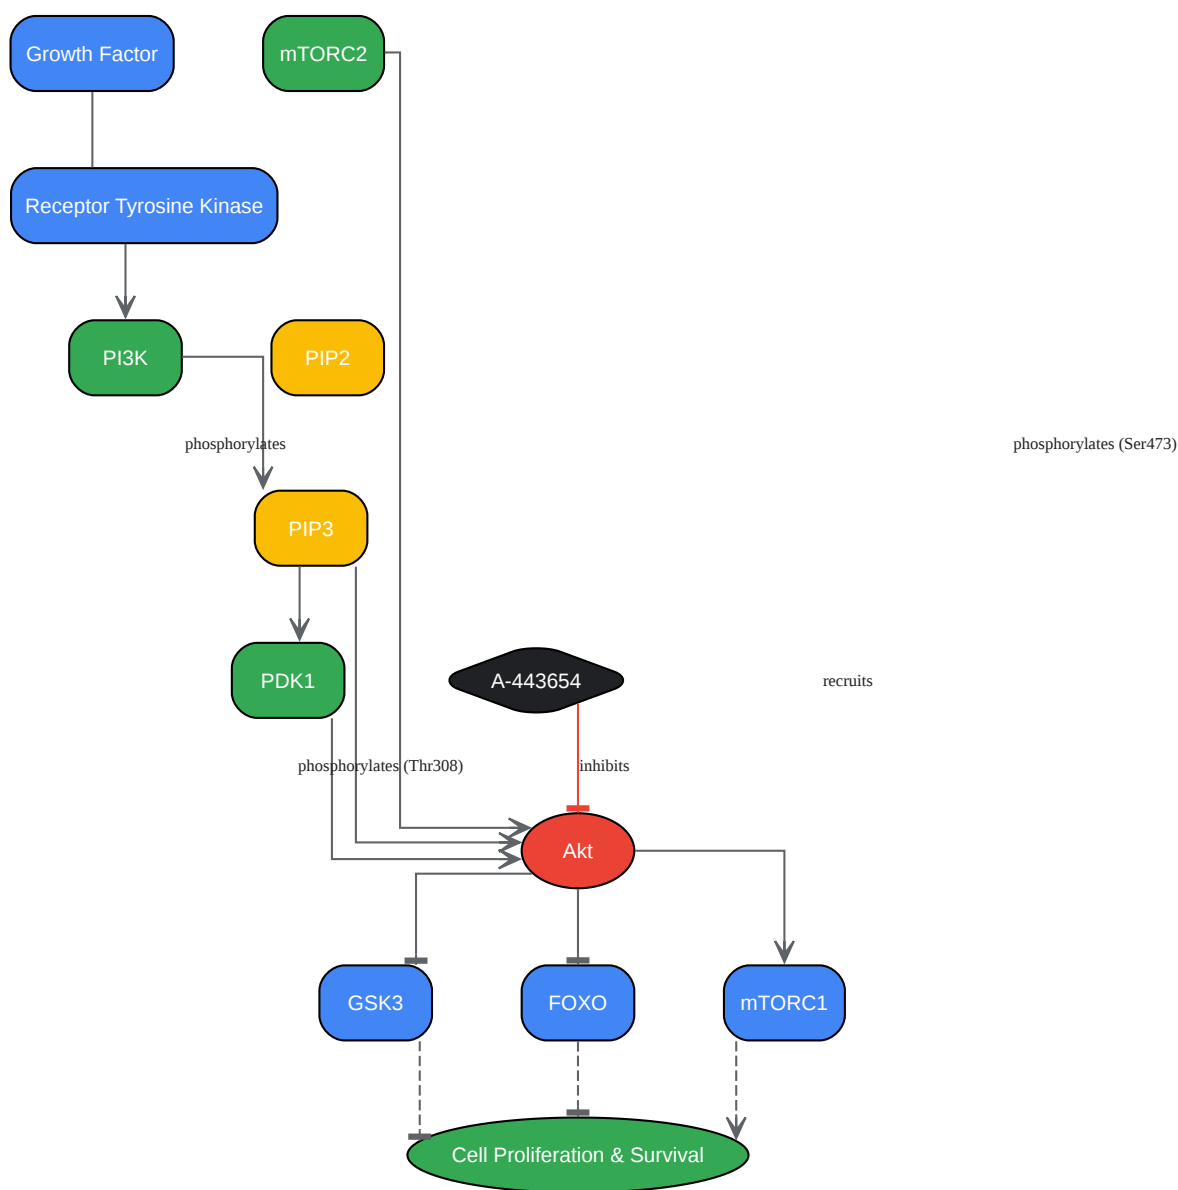 Growth Factor
mTORC2
Receptor Tyrosine Kinase
PI3K
PIP2
phosphorylates
phosphorylates (Ser473)
PIP3
PDK1
A-443654
recruits
phosphorylates (Thr308)
inhibits
Akt
GSK3
FOXO
mTORC1
Cell Proliferation & Survival